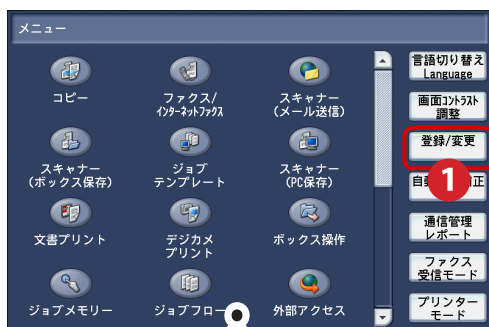 メニュー
コピー
ファクス/
インターネットファクス
スキャナー
(メール送信)
スキャナー
(ボックス保存)
ジョブ
テンプレート
スキャナー
(PC保存)
文書プリント
デジカメ
プリント
ボックス操作
ジョブメモリー
ジョブフロー
外部アクセス
言語切り替え
Language
画面コントラスト
調整
登録/変更
1
通信管理
レポート
ファクス
受信モード
プリンター
モード